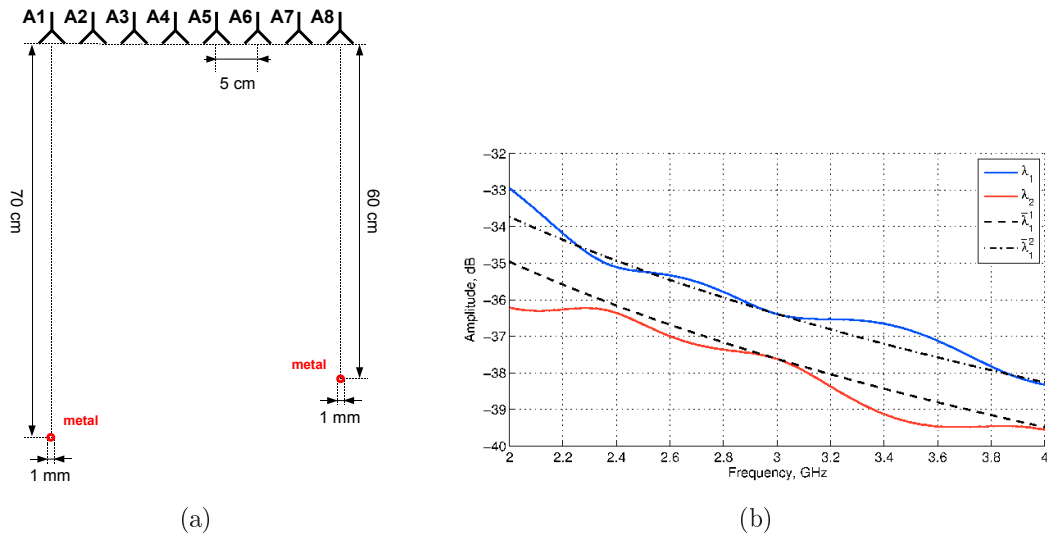 A1 A2 A3 A4 A5 A6 A7 A8
5 cm
70 cm
60 cm
metal
metal
1 mm
1 mm
(a)
−32
−33
−34
−35
−36
−37
−38
−39
−40
2 2.2 2.4 2.6 2.8 3 3.2 3.4 3.6 3.8 4
Amplitude, dB
Frequency, GHz
λ₁
λ₂
λ̄₁¹
λ̄₁²
(b)